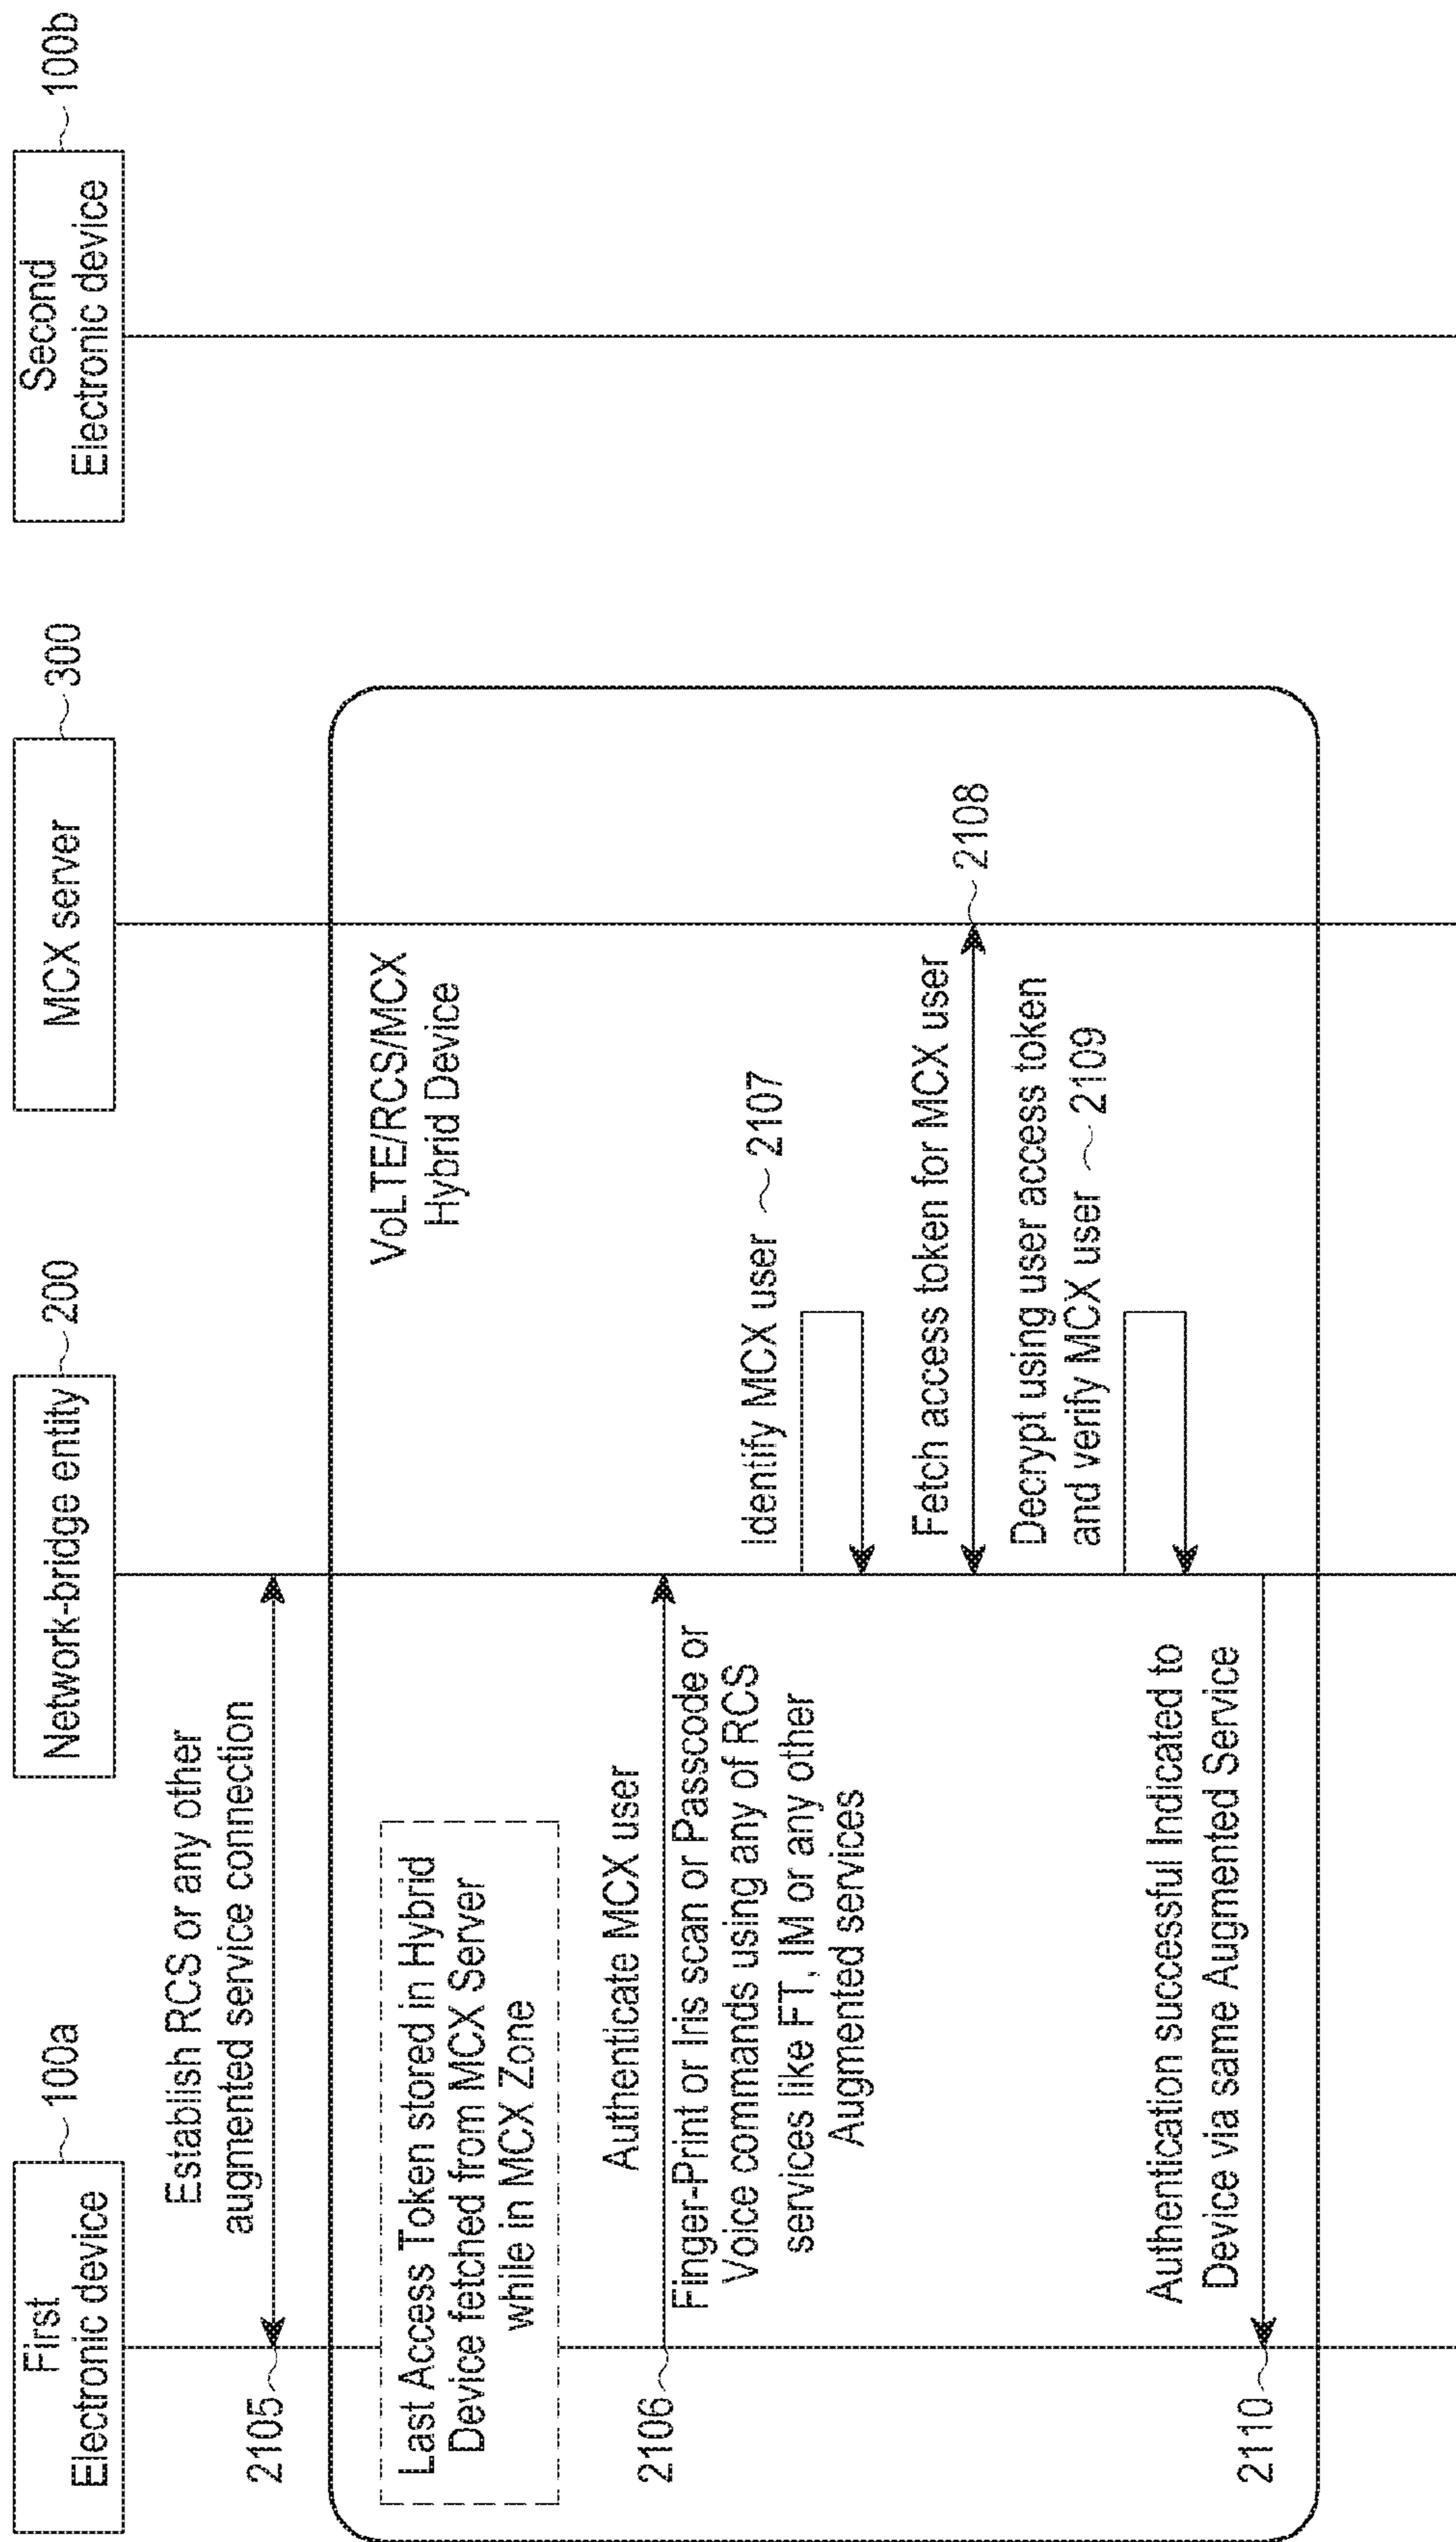 First
Electronic device
100a
Network-bridge entity
200
MCX server
300
Second
Electronic device
100b
Establish RCS or any other
augmented service connection
2105
VoLTE/RCS/MCX
Hybrid Device
Last Access Token stored in Hybrid
Device fetched from MCX Server
while in MCX Zone
Authenticate MCX user
2106
Finger-Print or Iris scan or Passcode or
Voice commands using any of RCS
services like FT, IM or any other
Augmented services
Identify MCX user ~ 2107
Fetch access token for MCX user
2108
Decrypt using user access token
and verify MCX user ~ 2109
Authentication successful Indicated to
Device via same Augmented Service
2110